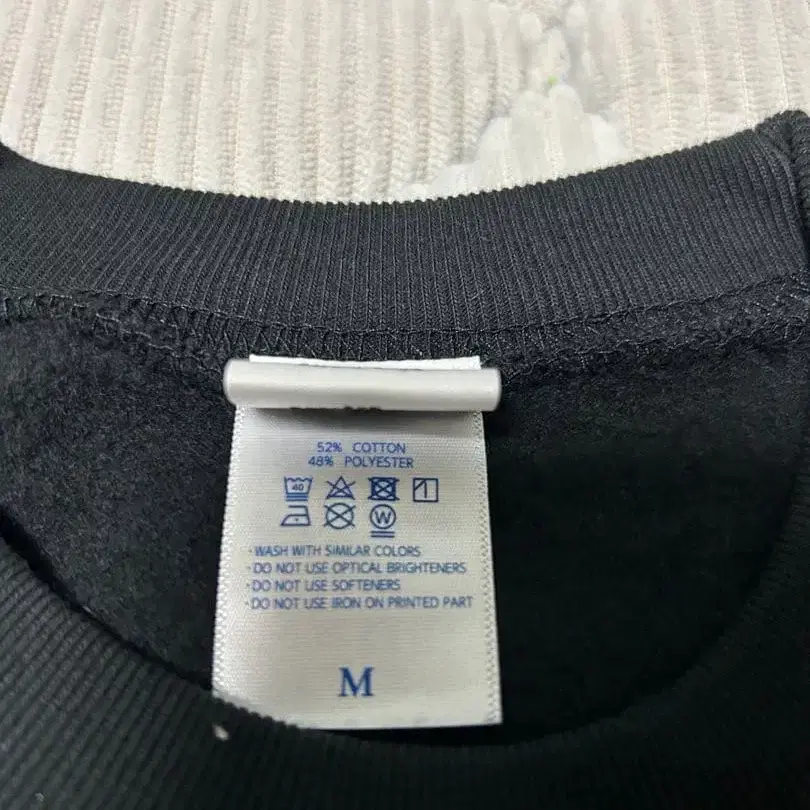 52% COTTON
48% POLYESTER
40
W
·WASH WITH SIMILAR COLORS
·DO NOT USE OPTICAL BRIGHTENERS
·DO NOT USE SOFTENERS
·DO NOT USE IRON ON PRINTED PART
M